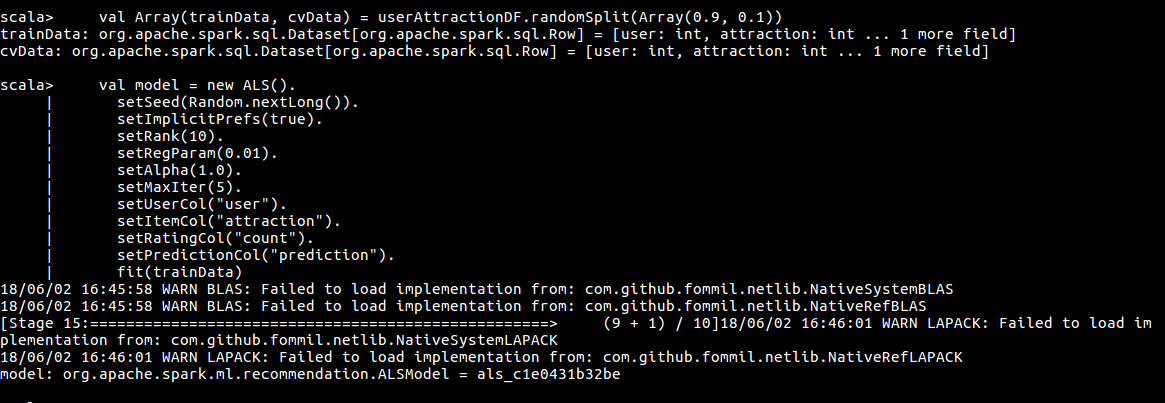 scala>     val Array(trainData, cvData) = userAttractionDF.randomSplit(Array(0.9, 0.1))
trainData: org.apache.spark.sql.Dataset[org.apache.spark.sql.Row] = [user: int, attraction: int ... 1 more field]
cvData: org.apache.spark.sql.Dataset[org.apache.spark.sql.Row] = [user: int, attraction: int ... 1 more field]
scala>     val model = new ALS().
     |       setSeed(Random.nextLong()).
     |       setImplicitPrefs(true).
     |       setRank(10).
     |       setRegParam(0.01).
     |       setAlpha(1.0).
     |       setMaxIter(5).
     |       setUserCol("user").
     |       setItemCol("attraction").
     |       setRatingCol("count").
     |       setPredictionCol("prediction").
     |       fit(trainData)
18/06/02 16:45:58 WARN BLAS: Failed to load implementation from: com.github.fommil.netlib.NativeSystemBLAS
18/06/02 16:45:58 WARN BLAS: Failed to load implementation from: com.github.fommil.netlib.NativeRefBLAS
[Stage 15:===================================================>     (9 + 1) / 10]18/06/02 16:46:01 WARN LAPACK: Failed to load im
plementation from: com.github.fommil.netlib.NativeSystemLAPACK
18/06/02 16:46:01 WARN LAPACK: Failed to load implementation from: com.github.fommil.netlib.NativeRefLAPACK
model: org.apache.spark.ml.recommendation.ALSModel = als_c1e0431b32be